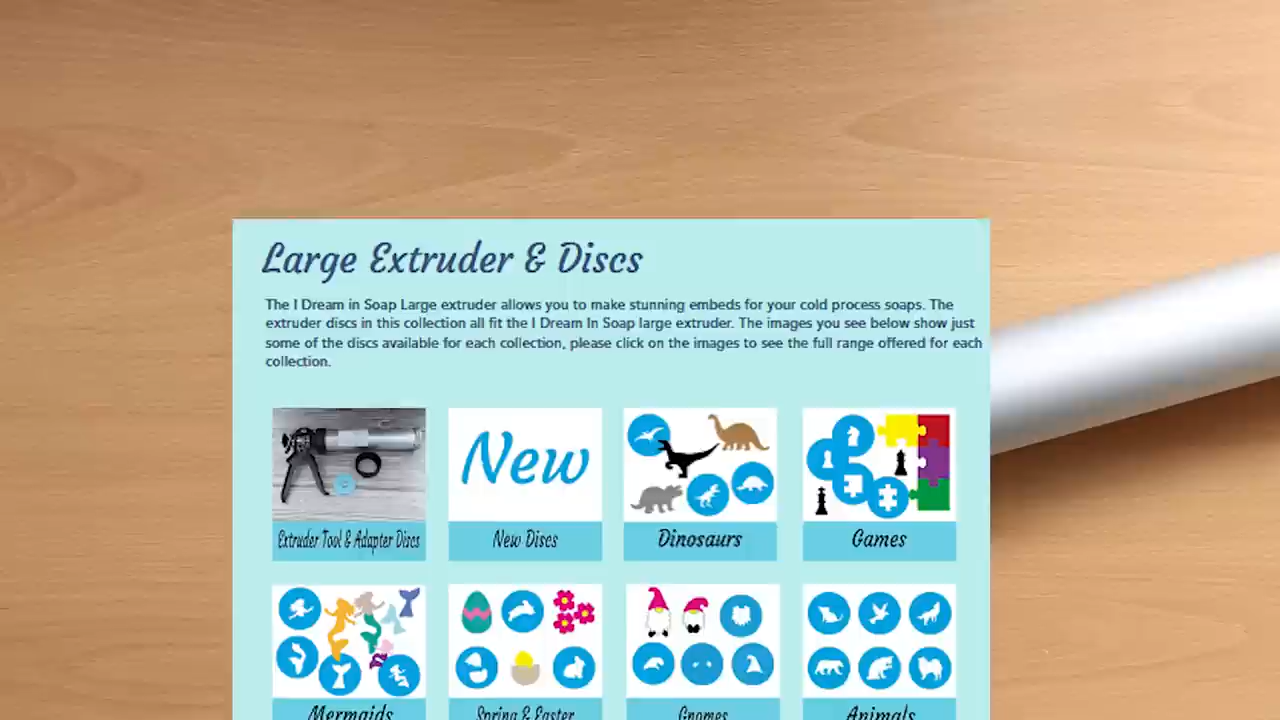 Large Extruder & Discs
The I Dream in Soap Large extruder allows you to make stunning embeds for your cold process soaps. The
extruder discs in this collection all fit the I Dream In Soap large extruder. The images you see below show just
some of the discs available for each collection, please click on the images to see the full range offered for each
collection.
New
Extruder Tool & Adapter Discs
New Discs
Dinosaurs
Games
Mermaids
Spring & Easter
Gnomes
Animals